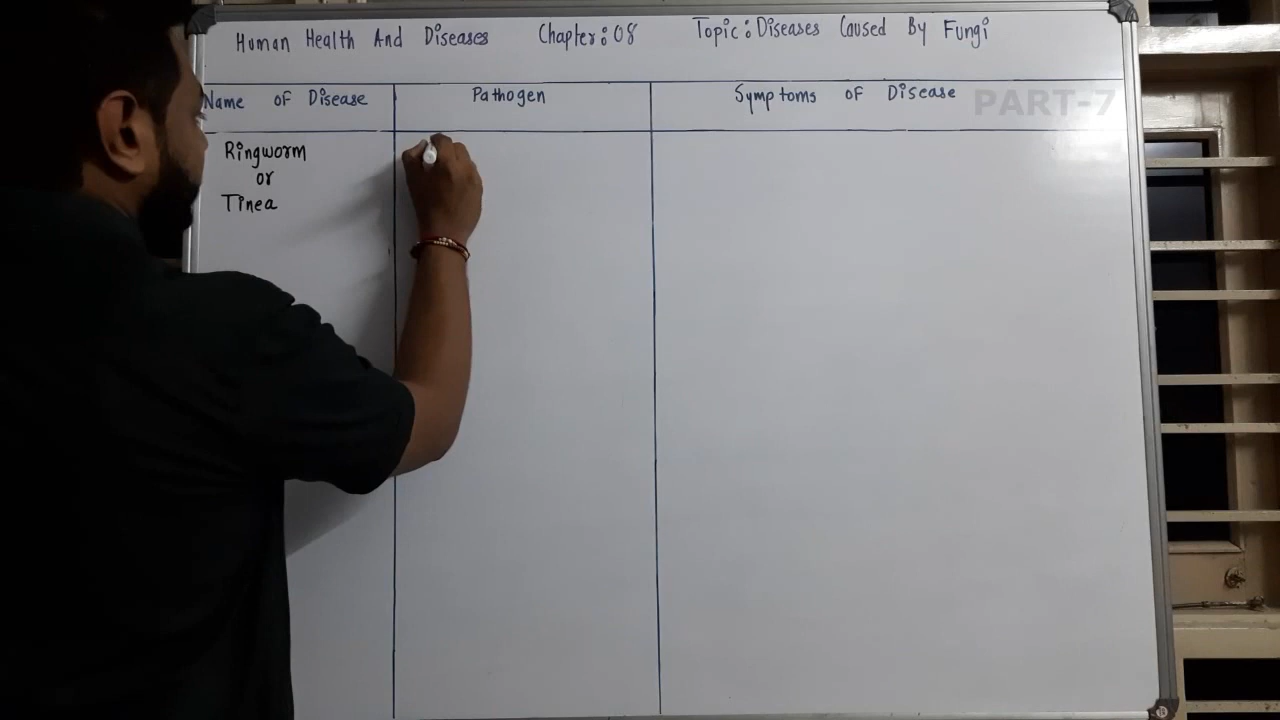 Human Health And Diseases Chapter:08 Topic:Diseases Caused By Fungi
Name of Disease Pathogen Symptoms of Disease PART-7
Ringworm
or
Tinea